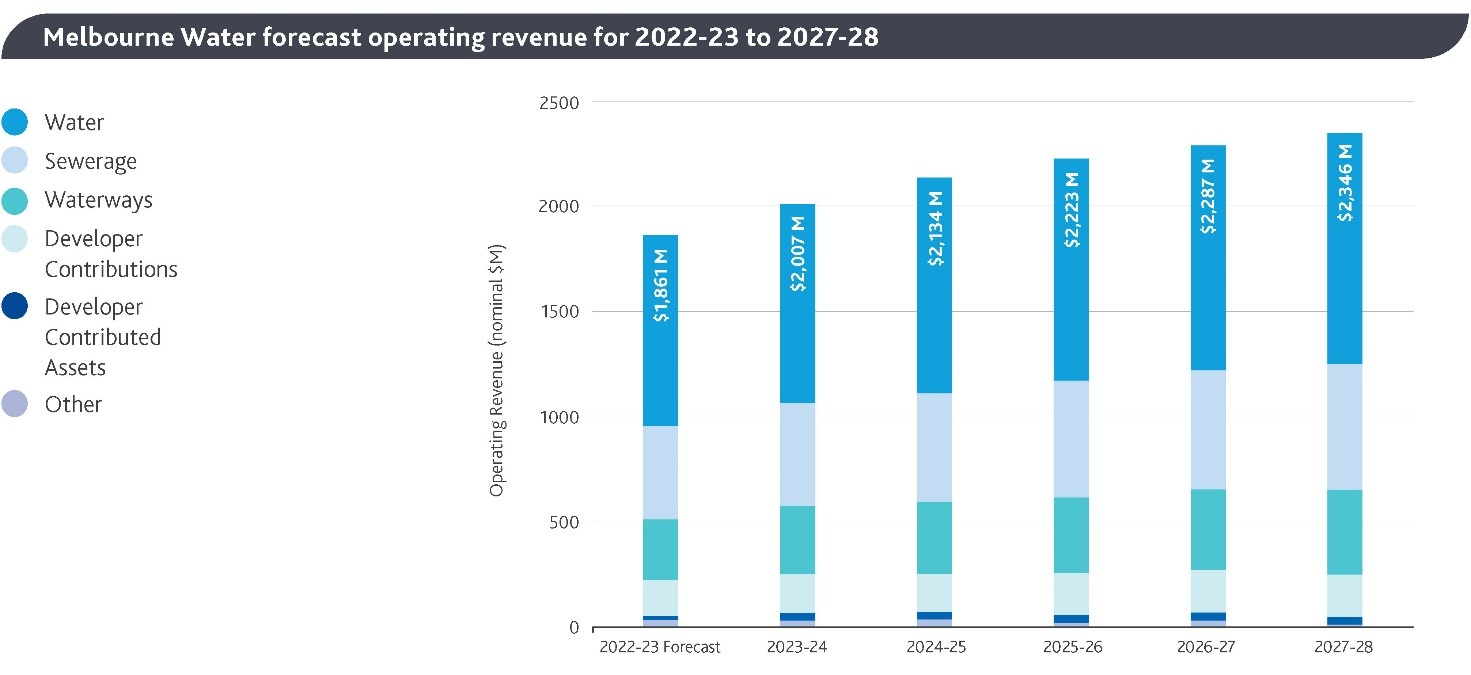 Melbourne Water forecast operating revenue for 2022-23 to 2027-28
Water
Sewerage
Waterways
Developer
Contributions
Developer
Contributed
Assets
Other
Operating Revenue (nominal $M)
2500
2000
1500
1000
500
0
$1,861 M
$2,007 M
$2,134 M
$2,223 M
$2,287 M
$2,346 M
2022-23 Forecast
2023-24
2024-25
2025-26
2026-27
2027-28